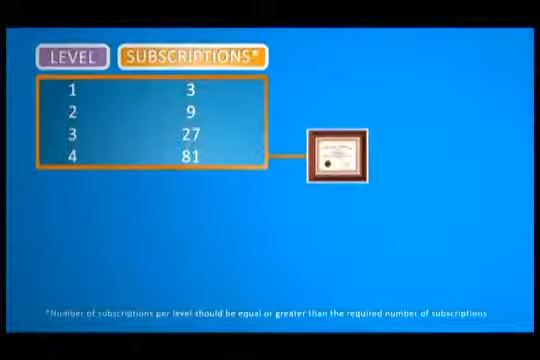 LEVEL SUBSCRIPTIONS*
1 3
2 9
3 27
4 81
*Number of subscriptions per level should be equal or greater than the required number of subscriptions